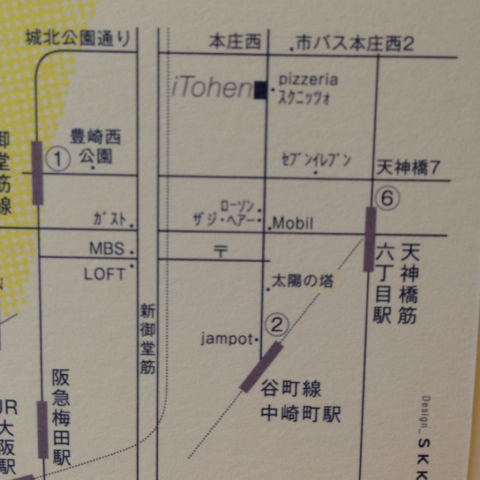 城北公園通り
本庄西
市バス本庄西2
iTohen
pizzeria
スクニッツォ
御堂筋線
①
豊崎西
公園
セブンイレブン
天神橋7
⑥
ガスト
ローソン
ザジ・ヘアー
Mobil
MBS
〒
LOFT
太陽の塔
天神橋筋
六丁目駅
新御堂筋
jampot
②
谷町線
中崎町駅
阪急梅田駅
JR
大阪駅
Design_SKK